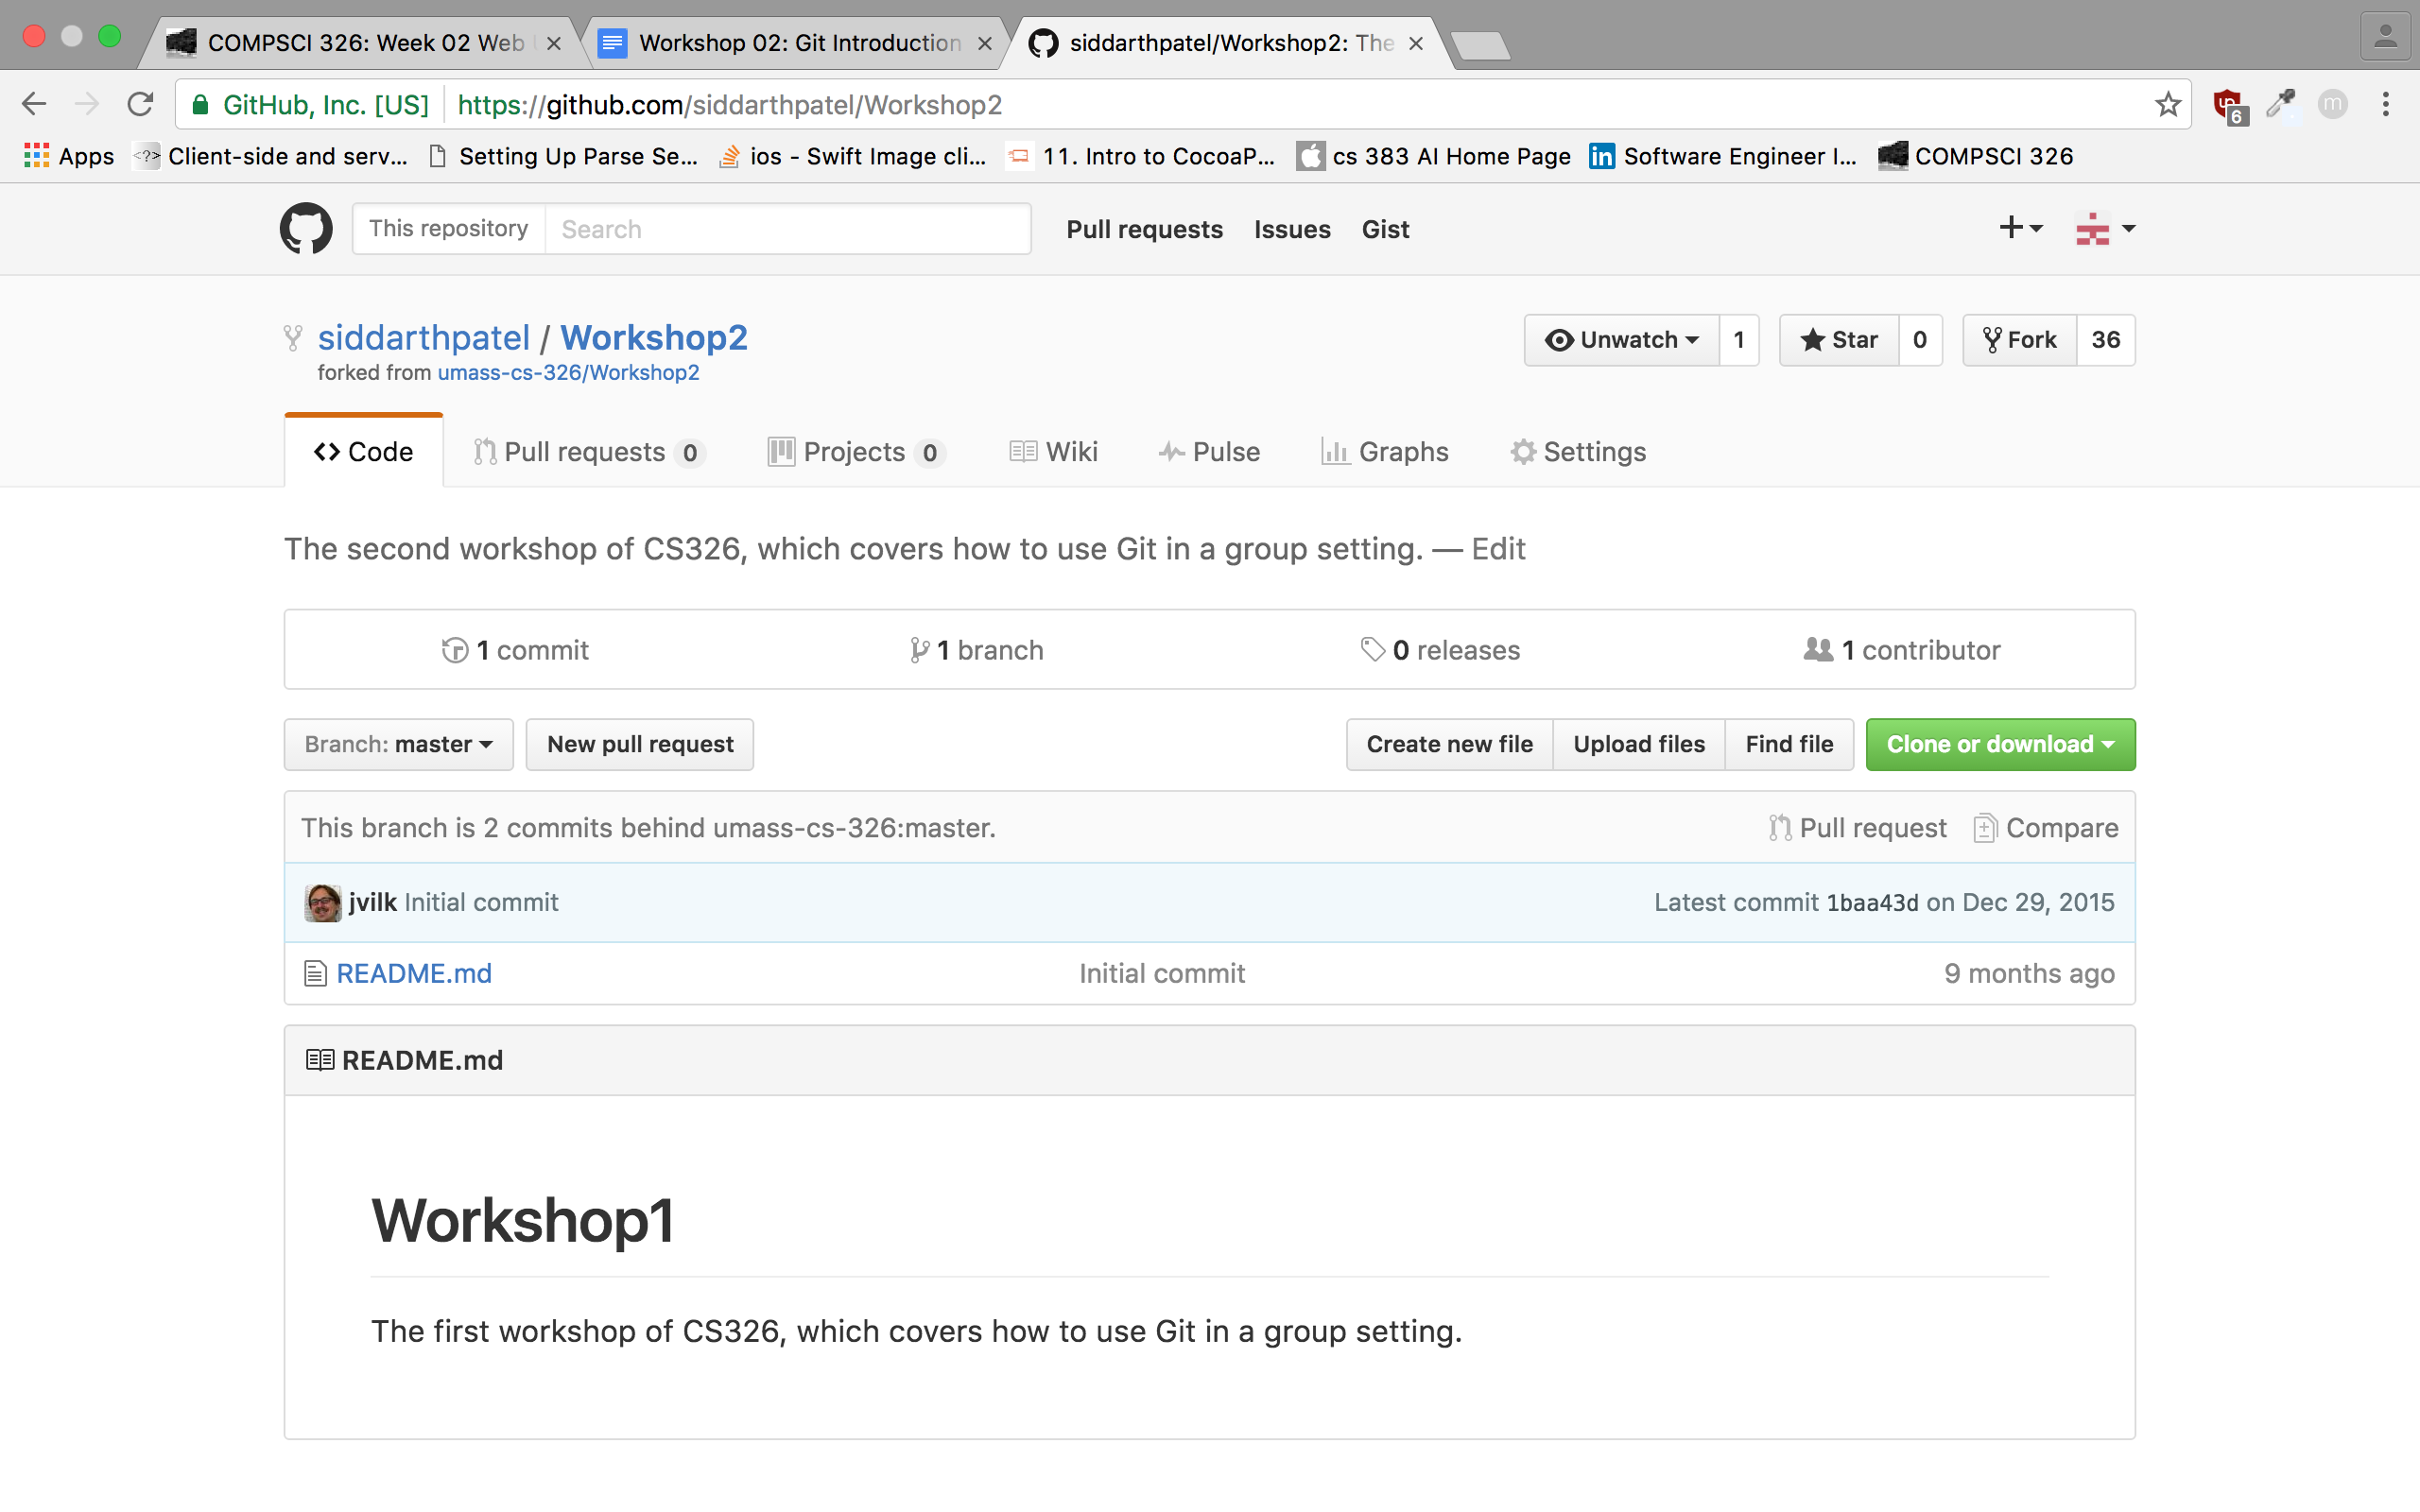 COMPSCI 326: Week 02 Web
Workshop 02: Git Introduction
siddarthpatel/Workshop2: The
GitHub, Inc. [US] https://github.com/siddarthpatel/Workshop2
6
m
Apps <?> Client-side and serv... Setting Up Parse Se... ios - Swift Image cli... 11. Intro to CocoaP... cs 383 AI Home Page in Software Engineer I... COMPSCI 326
This repository Search Pull requests Issues Gist
siddarthpatel / Workshop2
forked from umass-cs-326/Workshop2
Unwatch 1 Star 0 Fork 36
Code Pull requests 0 Projects 0 Wiki Pulse Graphs Settings
The second workshop of CS326, which covers how to use Git in a group setting. — Edit
1 commit 1 branch 0 releases 1 contributor
Branch: master New pull request Create new file Upload files Find file Clone or download
This branch is 2 commits behind umass-cs-326:master. Pull request Compare
jvilk Initial commit Latest commit 1baa43d on Dec 29, 2015
README.md Initial commit 9 months ago
README.md
Workshop1
The first workshop of CS326, which covers how to use Git in a group setting.